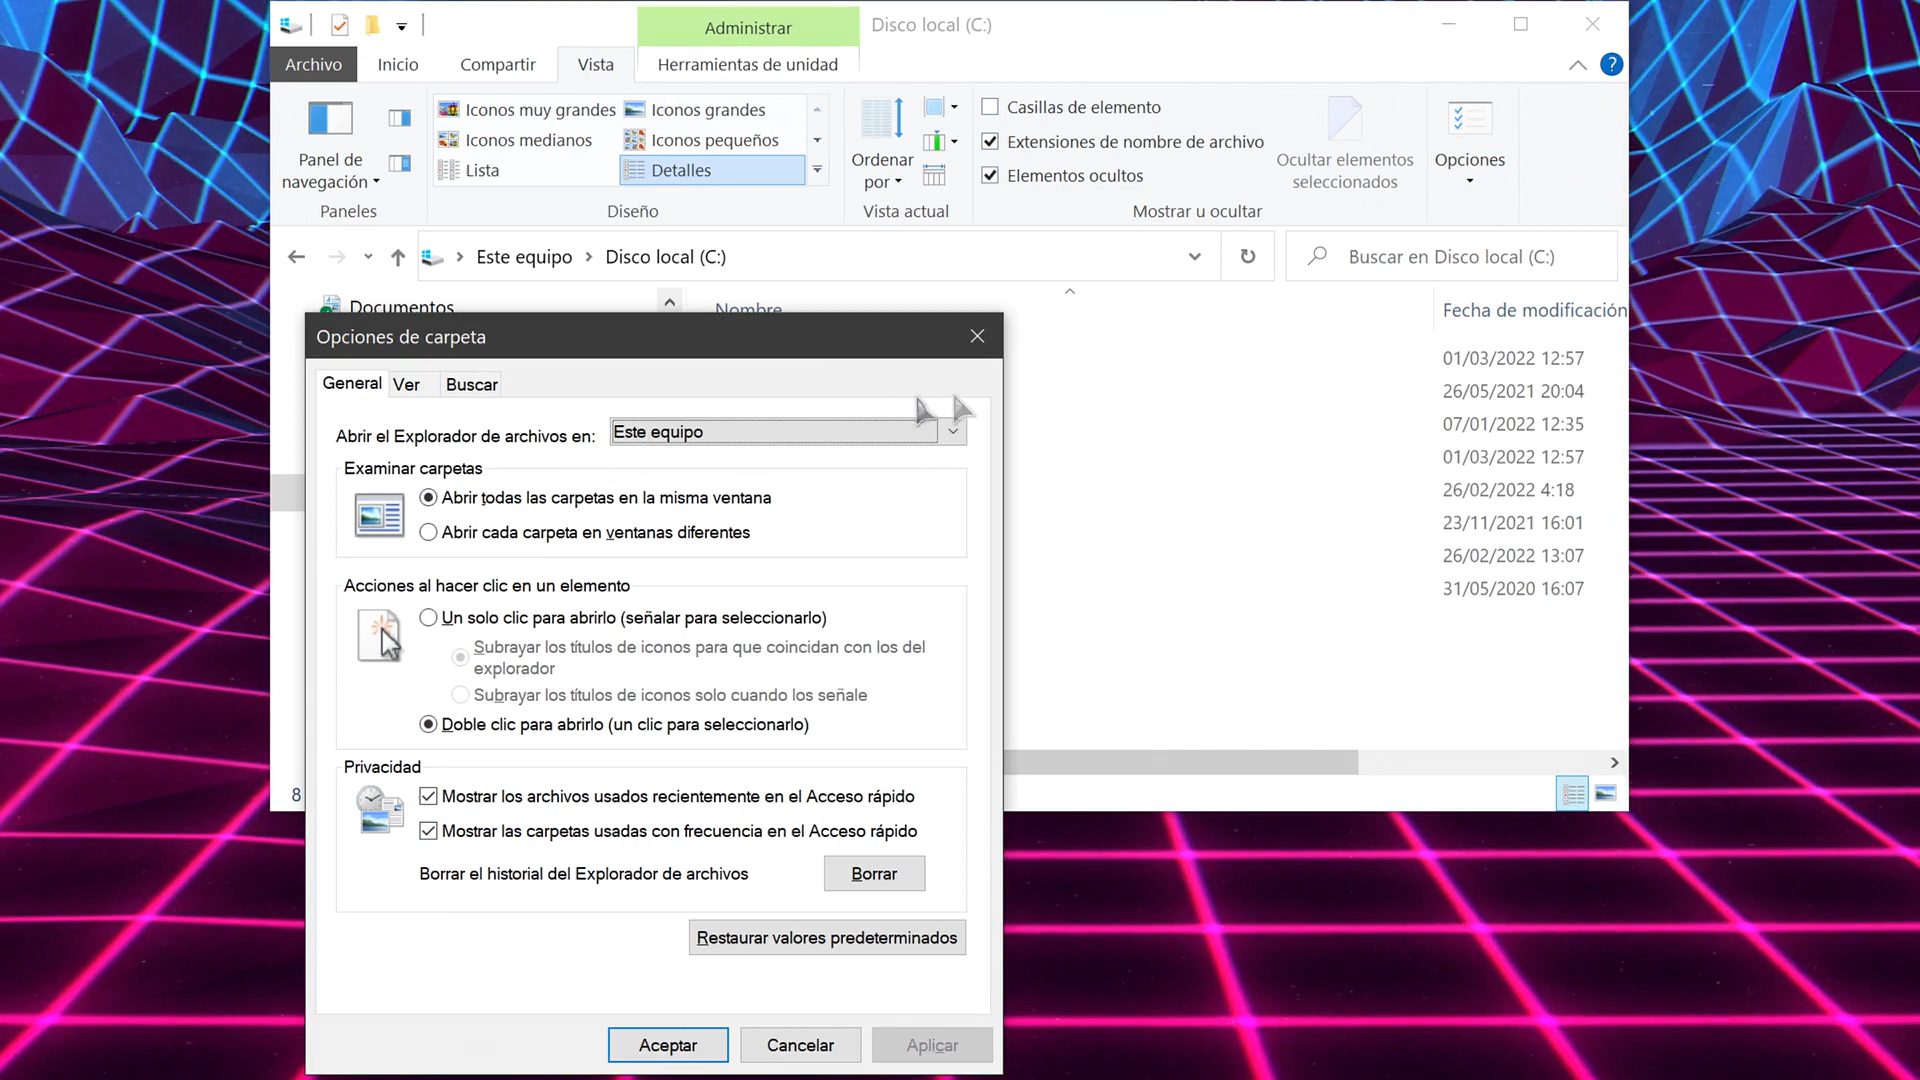 Administrar
Disco local (C:)
Archivo
Inicio
Compartir
Vista
Herramientas de unidad
?
Panel de
navegación
Paneles
Iconos muy grandes
Iconos grandes
Iconos medianos
Iconos pequeños
Lista
Detalles
Diseño
Ordenar
por
Vista actual
Casillas de elemento
Extensiones de nombre de archivo
Elementos ocultos
Mostrar u ocultar
Ocultar elementos
seleccionados
Opciones
Este equipo
Disco local (C:)
Buscar en Disco local (C:)
Documentos
Nombre
Fecha de modificación
01/03/2022 12:57
26/05/2021 20:04
07/01/2022 12:35
01/03/2022 12:57
26/02/2022 4:18
23/11/2021 16:01
26/02/2022 13:07
31/05/2020 16:07
8
Opciones de carpeta
General
Ver
Buscar
Abrir el Explorador de archivos en:
Este equipo
Examinar carpetas
Abrir todas las carpetas en la misma ventana
Abrir cada carpeta en ventanas diferentes
Acciones al hacer clic en un elemento
Un solo clic para abrirlo (señalar para seleccionarlo)
Subrayar los títulos de iconos para que coincidan con los del
explorador
Subrayar los títulos de iconos solo cuando los señale
Doble clic para abrirlo (un clic para seleccionarlo)
Privacidad
Mostrar los archivos usados recientemente en el Acceso rápido
Mostrar las carpetas usadas con frecuencia en el Acceso rápido
Borrar el historial del Explorador de archivos
Borrar
Restaurar valores predeterminados
Aceptar
Cancelar
Aplicar